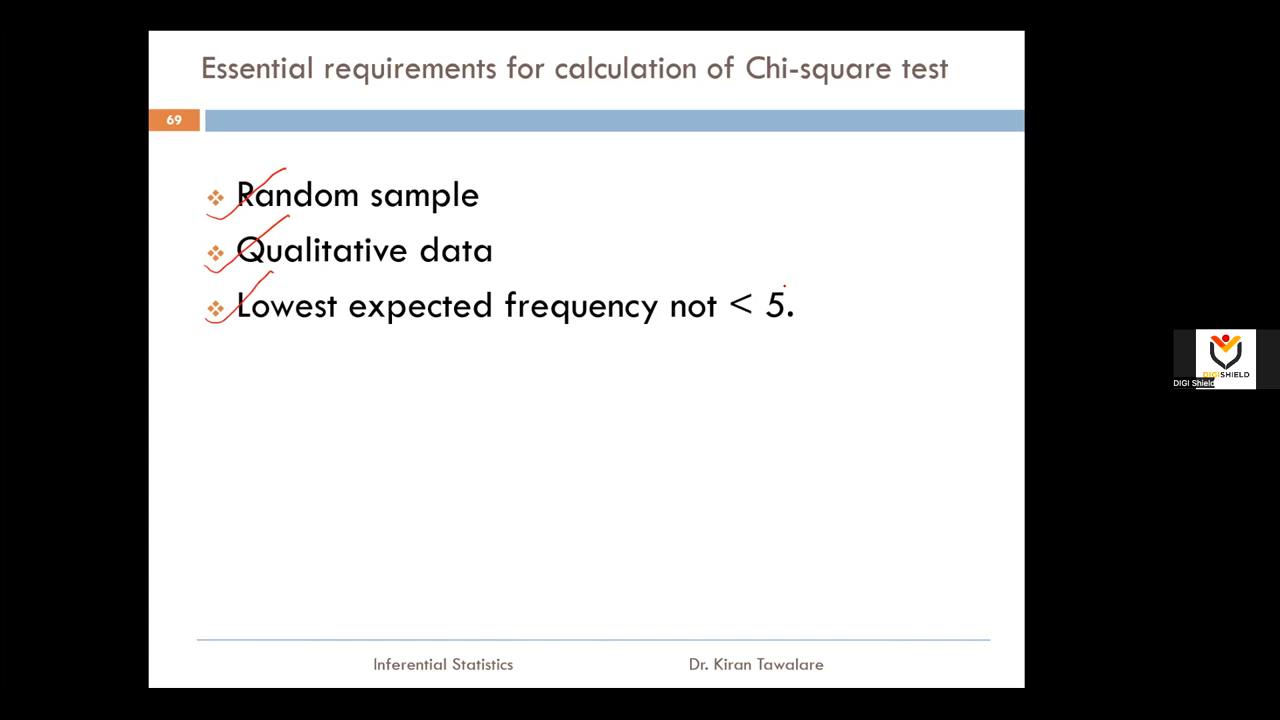 Essential requirements for calculation of Chi-square test
69
Random sample
Qualitative data
Lowest expected frequency not < 5.
DIGISHIELD
DIGI Shield
Inferential Statistics
Dr. Kiran Tawalare